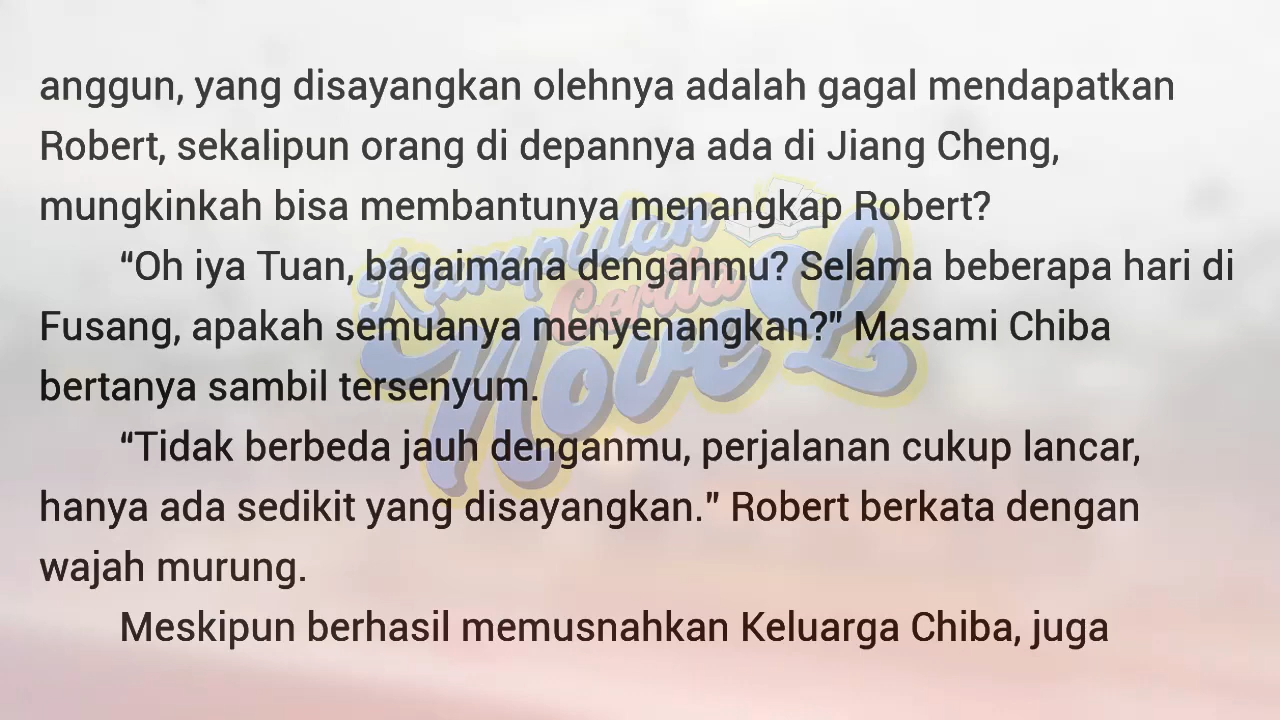 anggun, yang disayangkan olehnya adalah gagal mendapatkan
Robert, sekalipun orang di depannya ada di Jiang Cheng,
mungkinkah bisa membantunya menangkap Robert?
“Oh iya Tuan, bagaimana denganmu? Selama beberapa hari di
Fusang, apakah semuanya menyenangkan?” Masami Chiba
bertanya sambil tersenyum.
“Tidak berbeda jauh denganmu, perjalanan cukup lancar,
hanya ada sedikit yang disayangkan.” Robert berkata dengan
wajah murung.
Meskipun berhasil memusnahkan Keluarga Chiba, juga
Kumpulan
Cerita
NoveL